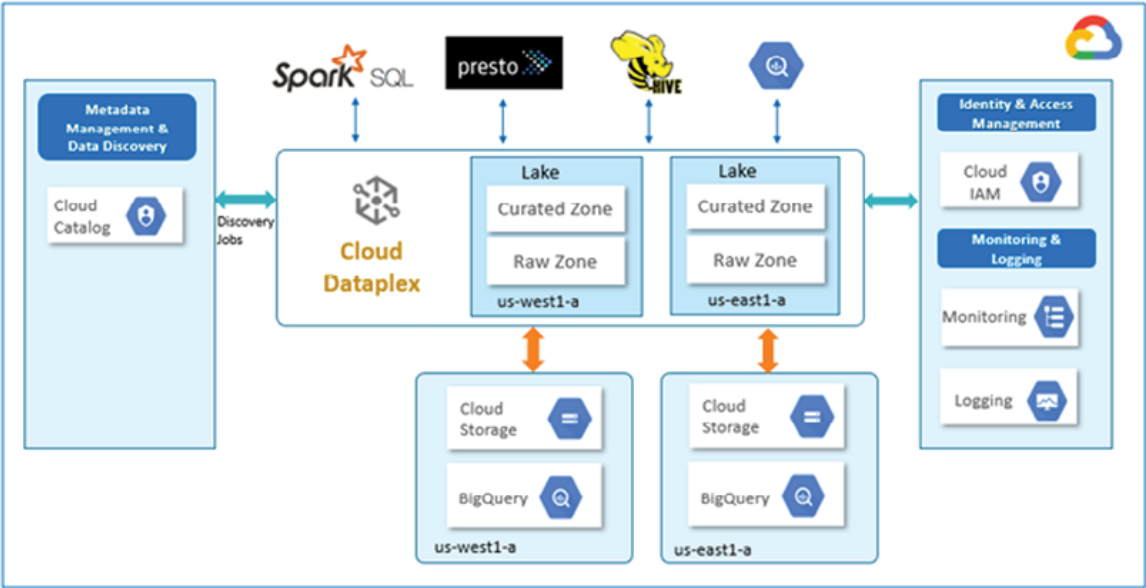 Spark SQL
presto
HIVE
Metadata
Management &
Data Discovery
Cloud
Catalog
Discovery
Jobs
Cloud
Dataplex
Lake
Curated Zone
Raw Zone
us-west1-a
Lake
Curated Zone
Raw Zone
us-east1-a
Identity & Access
Management
Cloud
IAM
Monitoring &
Logging
Monitoring
Logging
Cloud
Storage
BigQuery
us-west1-a
Cloud
Storage
BigQuery
us-east1-a